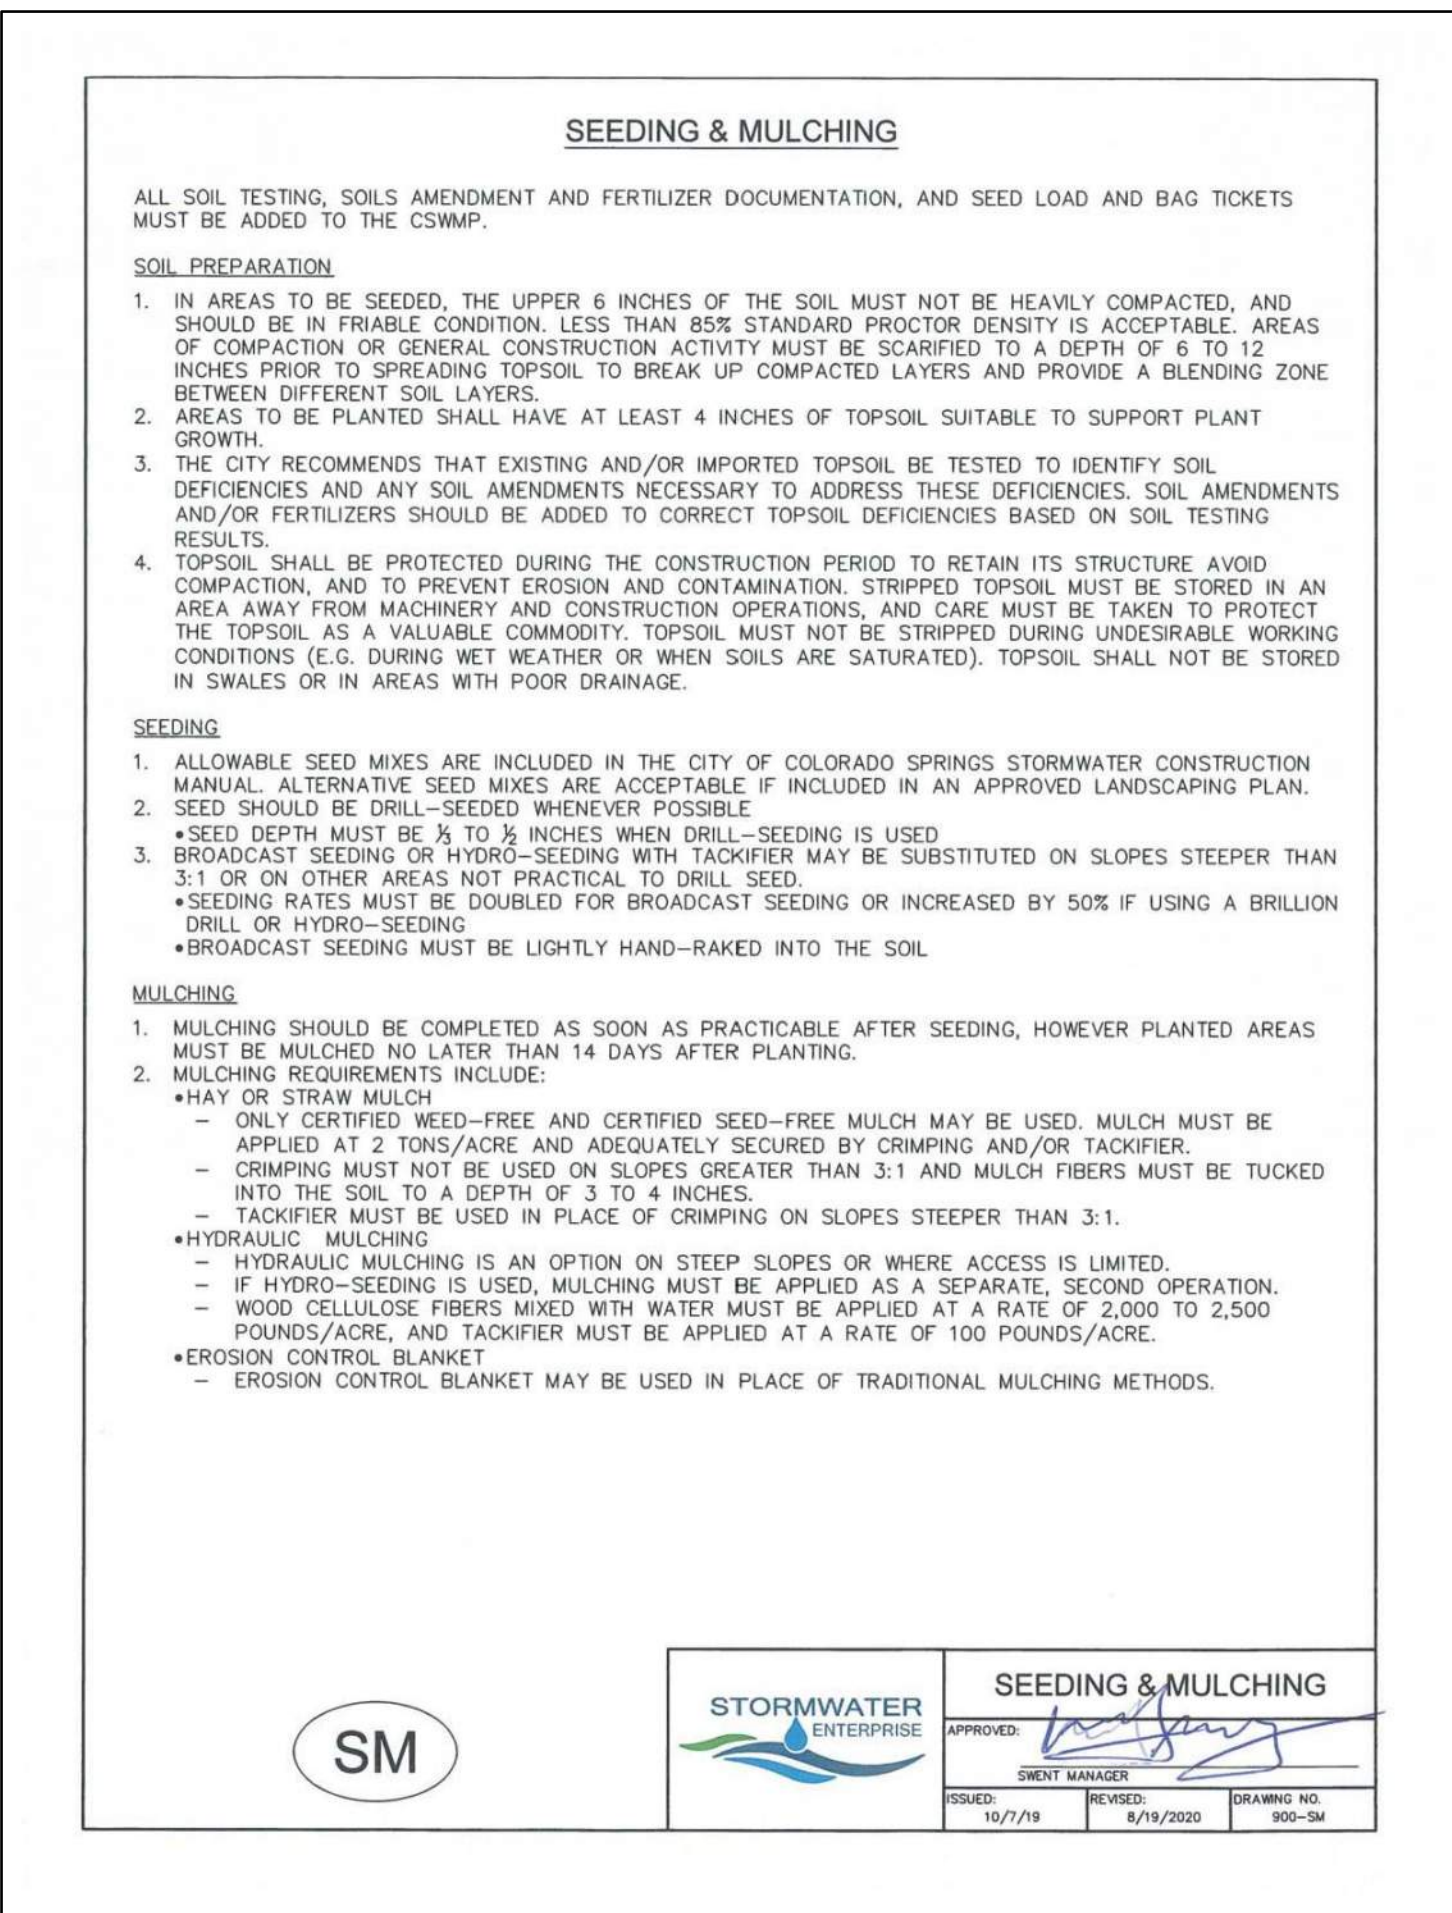 SEEDING & MULCHING
ALL SOIL TESTING, SOILS AMENDMENT AND FERTILIZER DOCUMENTATION, AND SEED LOAD AND BAG TICKETS
MUST BE ADDED TO THE CSWMP.
SOIL PREPARATION
1. IN AREAS TO BE SEEDED, THE UPPER 6 INCHES OF THE SOIL MUST NOT BE HEAVILY COMPACTED, AND
SHOULD BE IN FRIABLE CONDITION. LESS THAN 85% STANDARD PROCTOR DENSITY IS ACCEPTABLE. AREAS
OF COMPACTION OR GENERAL CONSTRUCTION ACTIVITY MUST BE SCARIFIED TO A DEPTH OF 6 TO 12
INCHES PRIOR TO SPREADING TOPSOIL TO BREAK UP COMPACTED LAYERS AND PROVIDE A BLENDING ZONE
BETWEEN DIFFERENT SOIL LAYERS.
2. AREAS TO BE PLANTED SHALL HAVE AT LEAST 4 INCHES OF TOPSOIL SUITABLE TO SUPPORT PLANT
GROWTH.
3. THE CITY RECOMMENDS THAT EXISTING AND/OR IMPORTED TOPSOIL BE TESTED TO IDENTIFY SOIL
DEFICIENCIES AND ANY SOIL AMENDMENTS NECESSARY TO ADDRESS THESE DEFICIENCIES. SOIL AMENDMENTS
AND/OR FERTILIZERS SHOULD BE ADDED TO CORRECT TOPSOIL DEFICIENCIES BASED ON SOIL TESTING
RESULTS.
4. TOPSOIL SHALL BE PROTECTED DURING THE CONSTRUCTION PERIOD TO RETAIN ITS STRUCTURE AVOID
COMPACTION, AND TO PREVENT EROSION AND CONTAMINATION. STRIPPED TOPSOIL MUST BE STORED IN AN
AREA AWAY FROM MACHINERY AND CONSTRUCTION OPERATIONS, AND CARE MUST BE TAKEN TO PROTECT
THE TOPSOIL AS A VALUABLE COMMODITY. TOPSOIL MUST NOT BE STRIPPED DURING UNDESIRABLE WORKING
CONDITIONS (E.G. DURING WET WEATHER OR WHEN SOILS ARE SATURATED). TOPSOIL SHALL NOT BE STORED
IN SWALES OR IN AREAS WITH POOR DRAINAGE.
SEEDING
1. ALLOWABLE SEED MIXES ARE INCLUDED IN THE CITY OF COLORADO SPRINGS STORMWATER CONSTRUCTION
MANUAL. ALTERNATIVE SEED MIXES ARE ACCEPTABLE IF INCLUDED IN AN APPROVED LANDSCAPING PLAN.
2. SEED SHOULD BE DRILL-SEEDED WHENEVER POSSIBLE
•SEED DEPTH MUST BE ⅓ TO ½ INCHES WHEN DRILL-SEEDING IS USED
3. BROADCAST SEEDING OR HYDRO-SEEDING WITH TACKIFIER MAY BE SUBSTITUTED ON SLOPES STEEPER THAN
3:1 OR ON OTHER AREAS NOT PRACTICAL TO DRILL SEED.
•SEEDING RATES MUST BE DOUBLED FOR BROADCAST SEEDING OR INCREASED BY 50% IF USING A BRILLION
DRILL OR HYDRO-SEEDING
•BROADCAST SEEDING MUST BE LIGHTLY HAND-RAKED INTO THE SOIL
MULCHING
1. MULCHING SHOULD BE COMPLETED AS SOON AS PRACTICABLE AFTER SEEDING, HOWEVER PLANTED AREAS
MUST BE MULCHED NO LATER THAN 14 DAYS AFTER PLANTING.
2. MULCHING REQUIREMENTS INCLUDE:
•HAY OR STRAW MULCH
– ONLY CERTIFIED WEED-FREE AND CERTIFIED SEED-FREE MULCH MAY BE USED. MULCH MUST BE
APPLIED AT 2 TONS/ACRE AND ADEQUATELY SECURED BY CRIMPING AND/OR TACKIFIER.
– CRIMPING MUST NOT BE USED ON SLOPES GREATER THAN 3:1 AND MULCH FIBERS MUST BE TUCKED
INTO THE SOIL TO A DEPTH OF 3 TO 4 INCHES.
– TACKIFIER MUST BE USED IN PLACE OF CRIMPING ON SLOPES STEEPER THAN 3:1.
•HYDRAULIC MULCHING
– HYDRAULIC MULCHING IS AN OPTION ON STEEP SLOPES OR WHERE ACCESS IS LIMITED.
– IF HYDRO-SEEDING IS USED, MULCHING MUST BE APPLIED AS A SEPARATE, SECOND OPERATION.
– WOOD CELLULOSE FIBERS MIXED WITH WATER MUST BE APPLIED AT A RATE OF 2,000 TO 2,500
POUNDS/ACRE, AND TACKIFIER MUST BE APPLIED AT A RATE OF 100 POUNDS/ACRE.
•EROSION CONTROL BLANKET
– EROSION CONTROL BLANKET MAY BE USED IN PLACE OF TRADITIONAL MULCHING METHODS.
SM
STORMWATER
ENTERPRISE
SEEDING & MULCHING
APPROVED:
SWENT MANAGER
ISSUED: REVISED: DRAWING NO.
10/7/19 8/19/2020 900-SM